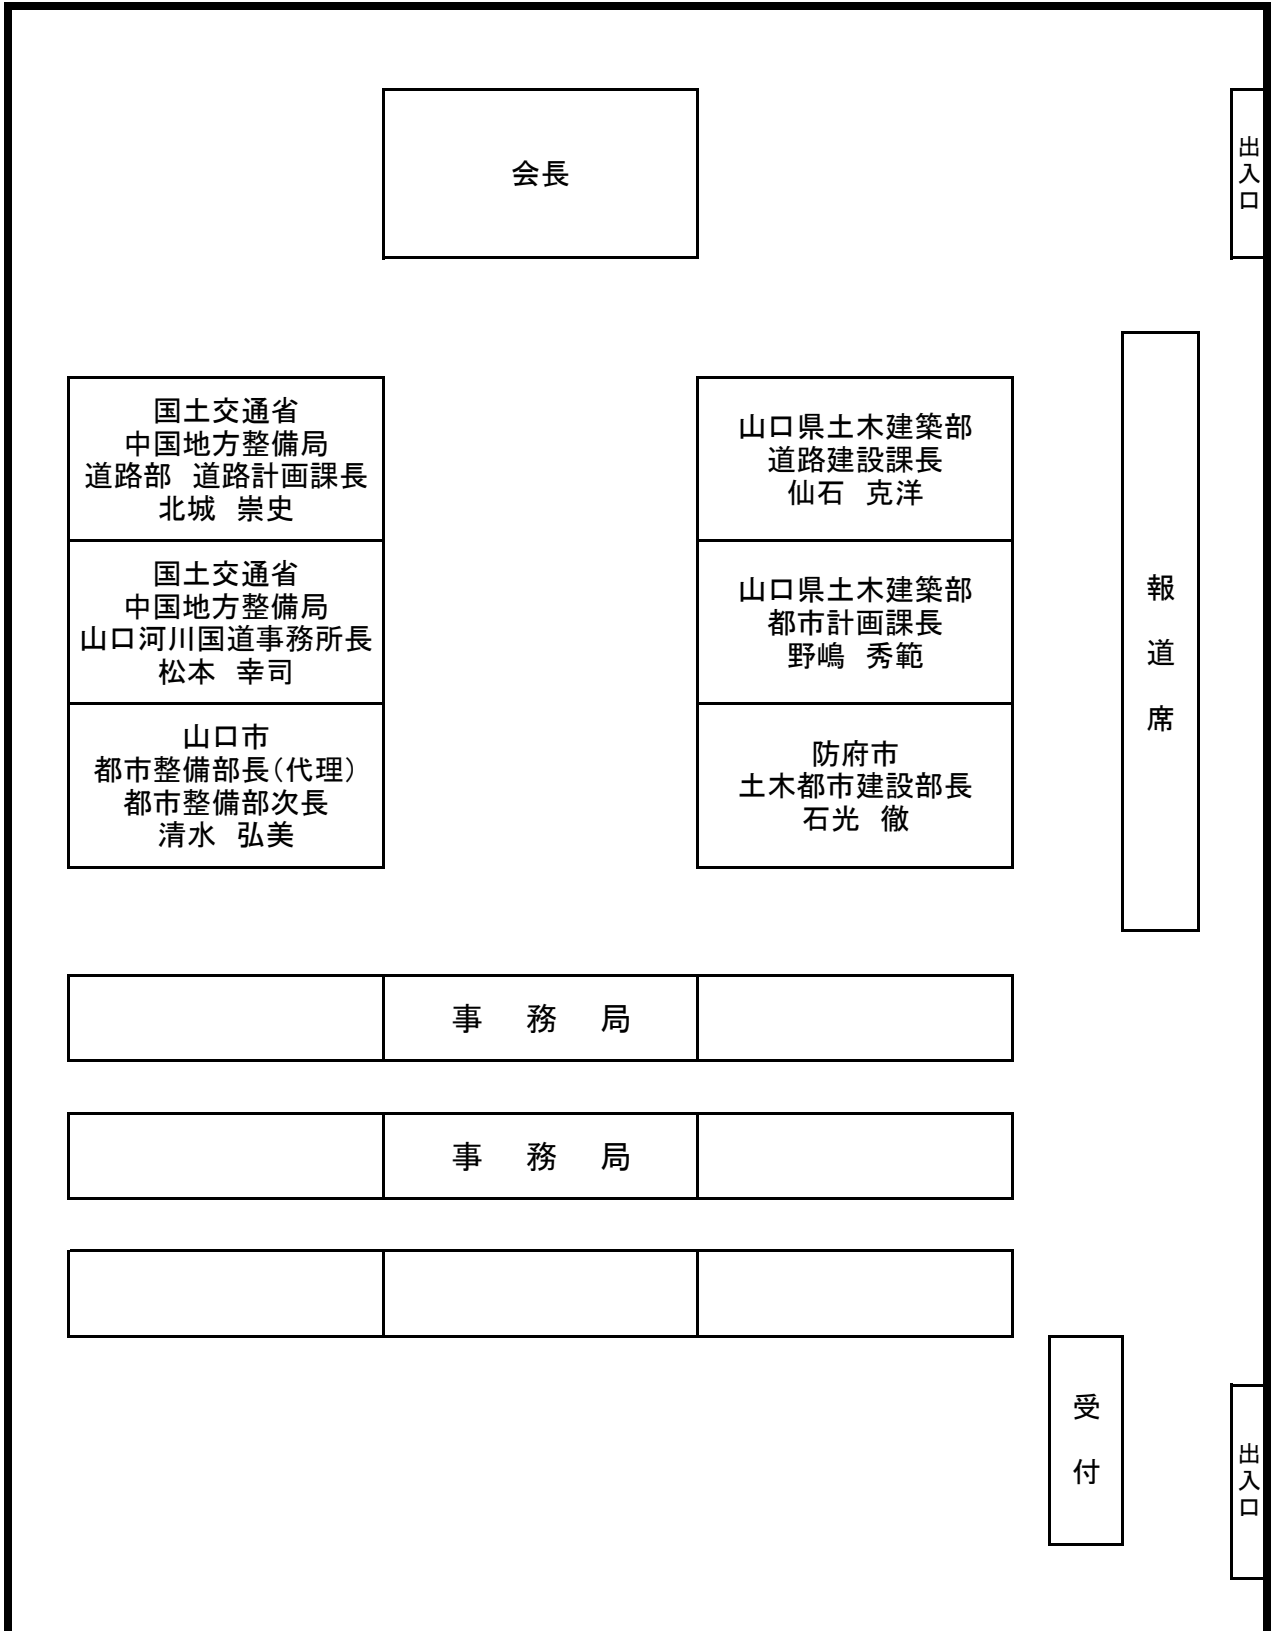 会長
出入口
国土交通省
中国地方整備局
道路部　道路計画課長
北城　崇史
国土交通省
中国地方整備局
山口河川国道事務所長
松本　幸司
山口市
都市整備部長（代理）
都市整備部次長
清水　弘美
山口県土木建築部
道路建設課長
仙石　克洋
山口県土木建築部
都市計画課長
野嶋　秀範
防府市
土木都市建設部長
石光　徹
報道席
事　務　局
事　務　局
受付
出入口